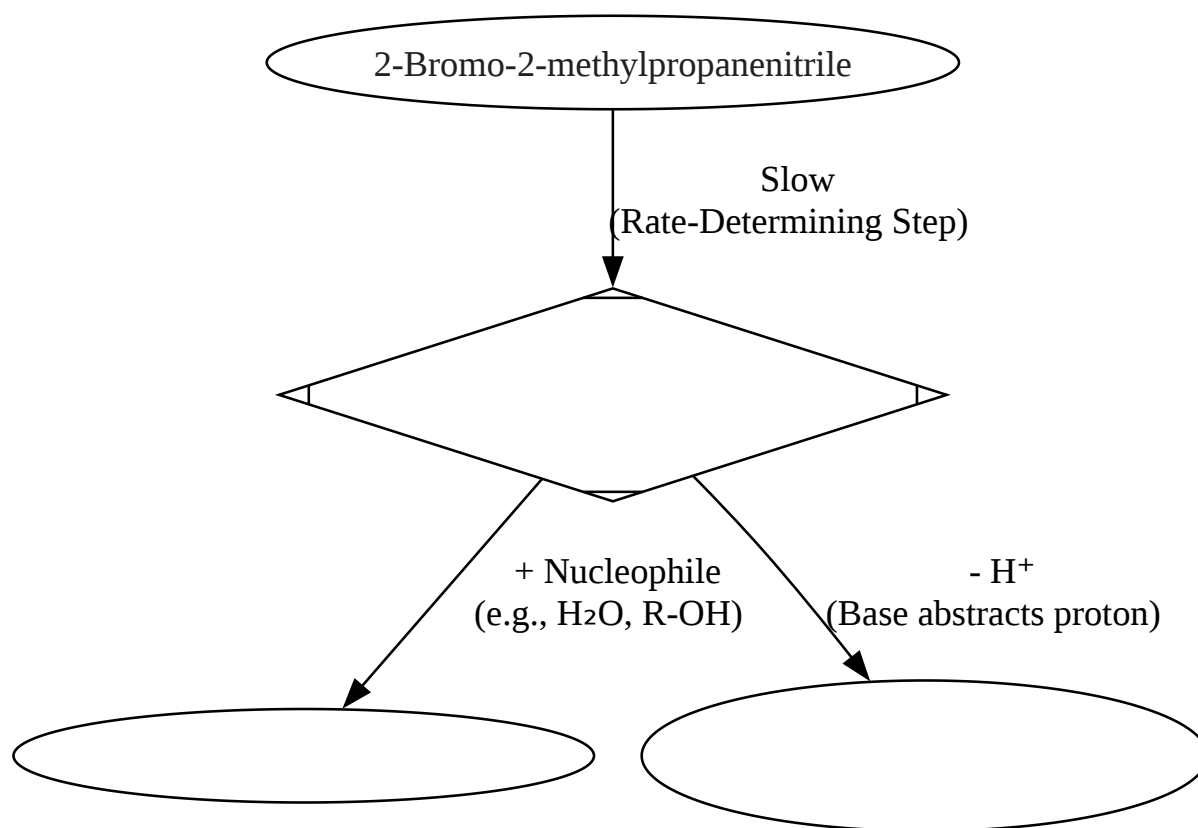 2-Bromo-2-methylpropanenitrile
Slow
(Rate-Determining Step)
+ Nucleophile
(e.g., H₂O, R-OH)
- H⁺
(Base abstracts proton)